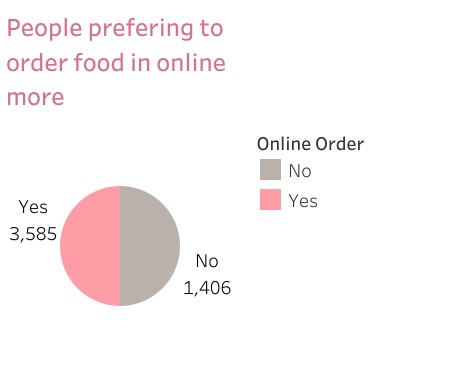 People prefering to
order food in online
more
Online Order
No
Yes
Yes
3,585
No
1,406